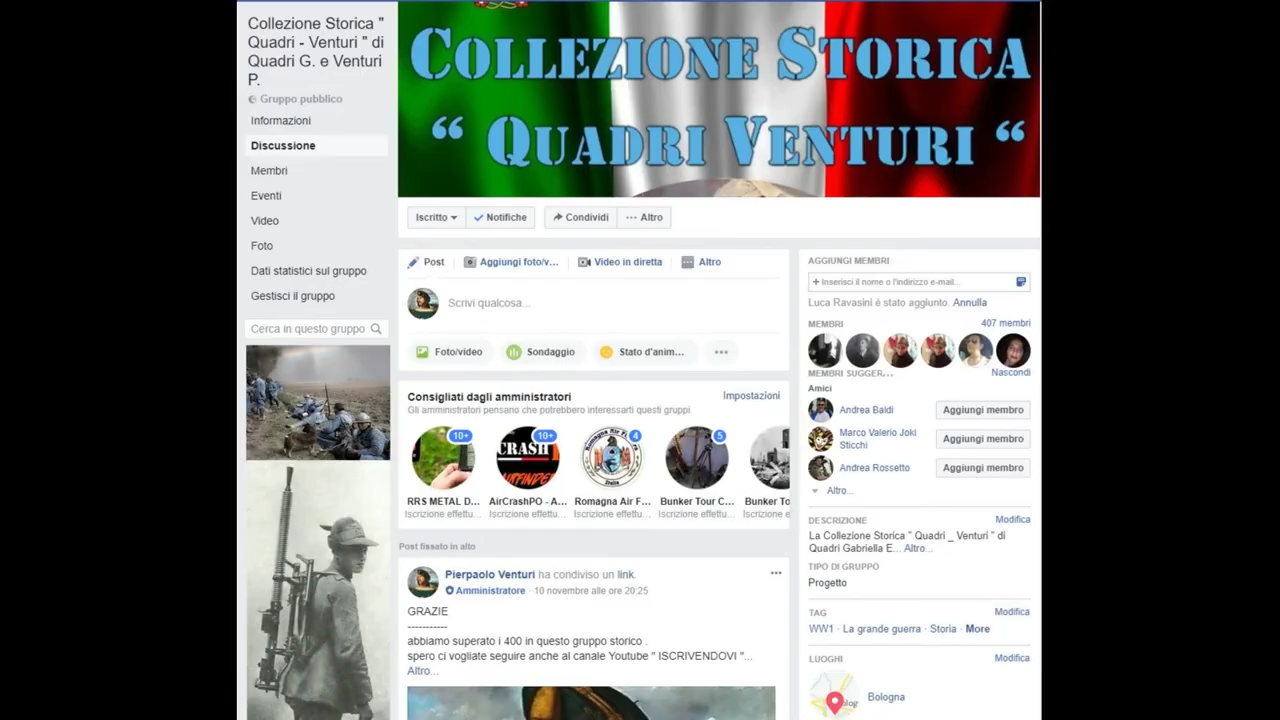 Collezione Storica "
Quadri - Venturi " di
Quadri G. e Venturi
P.
Gruppo pubblico
Informazioni
Discussione
Membri
Eventi
Video
Foto
Dati statistici sul gruppo
Gestisci il gruppo
Cerca in questo gruppo
COLLEZIONE STORICA
“ QUADRI VENTURI “
Iscritto
Notifiche
Condividi
··· Altro
Post
Aggiungi foto/v...
Video in diretta
Altro
Scrivi qualcosa...
Foto/video
Sondaggio
Stato d'anim...
Consigliati dagli amministratori
Impostazioni
Gli amministratori pensano che potrebbero interessarti questi gruppi
10+
10+
4
5
CRASH
RRS METAL D...
AirCrashPO - A...
Romagna Air F...
Bunker Tour C...
Bunker To
Iscrizione effettu...
Iscrizione effettu...
Iscrizione effettu...
Iscrizione effettu...
Iscrizione e
Post fissato in alto
Pierpaolo Venturi ha condiviso un link.
Amministratore · 10 novembre alle ore 20:25
GRAZIE
-----------
abbiamo superato i 400 in questo gruppo storico .
spero ci vogliate seguire anche al canale Youtube " ISCRIVENDOVI "...
Altro...
AGGIUNGI MEMBRI
+ Inserisci il nome o l'indirizzo e-mail...
Luca Ravasini é stato aggiunto. Annulla
MEMBRI
407 membri
MEMBRI SUGGER...
Nascondi
Amici
Andrea Baldi
Aggiungi membro
Marco Valerio Joki
Sticchi
Aggiungi membro
Andrea Rossetto
Aggiungi membro
Altro...
DESCRIZIONE
Modifica
La Collezione Storica " Quadri _ Venturi " di
Quadri Gabriella E... Altro...
TIPO DI GRUPPO
Progetto
TAG
Modifica
WW1 · La grande guerra · Storia · More
LUOGHI
Modifica
Bologna